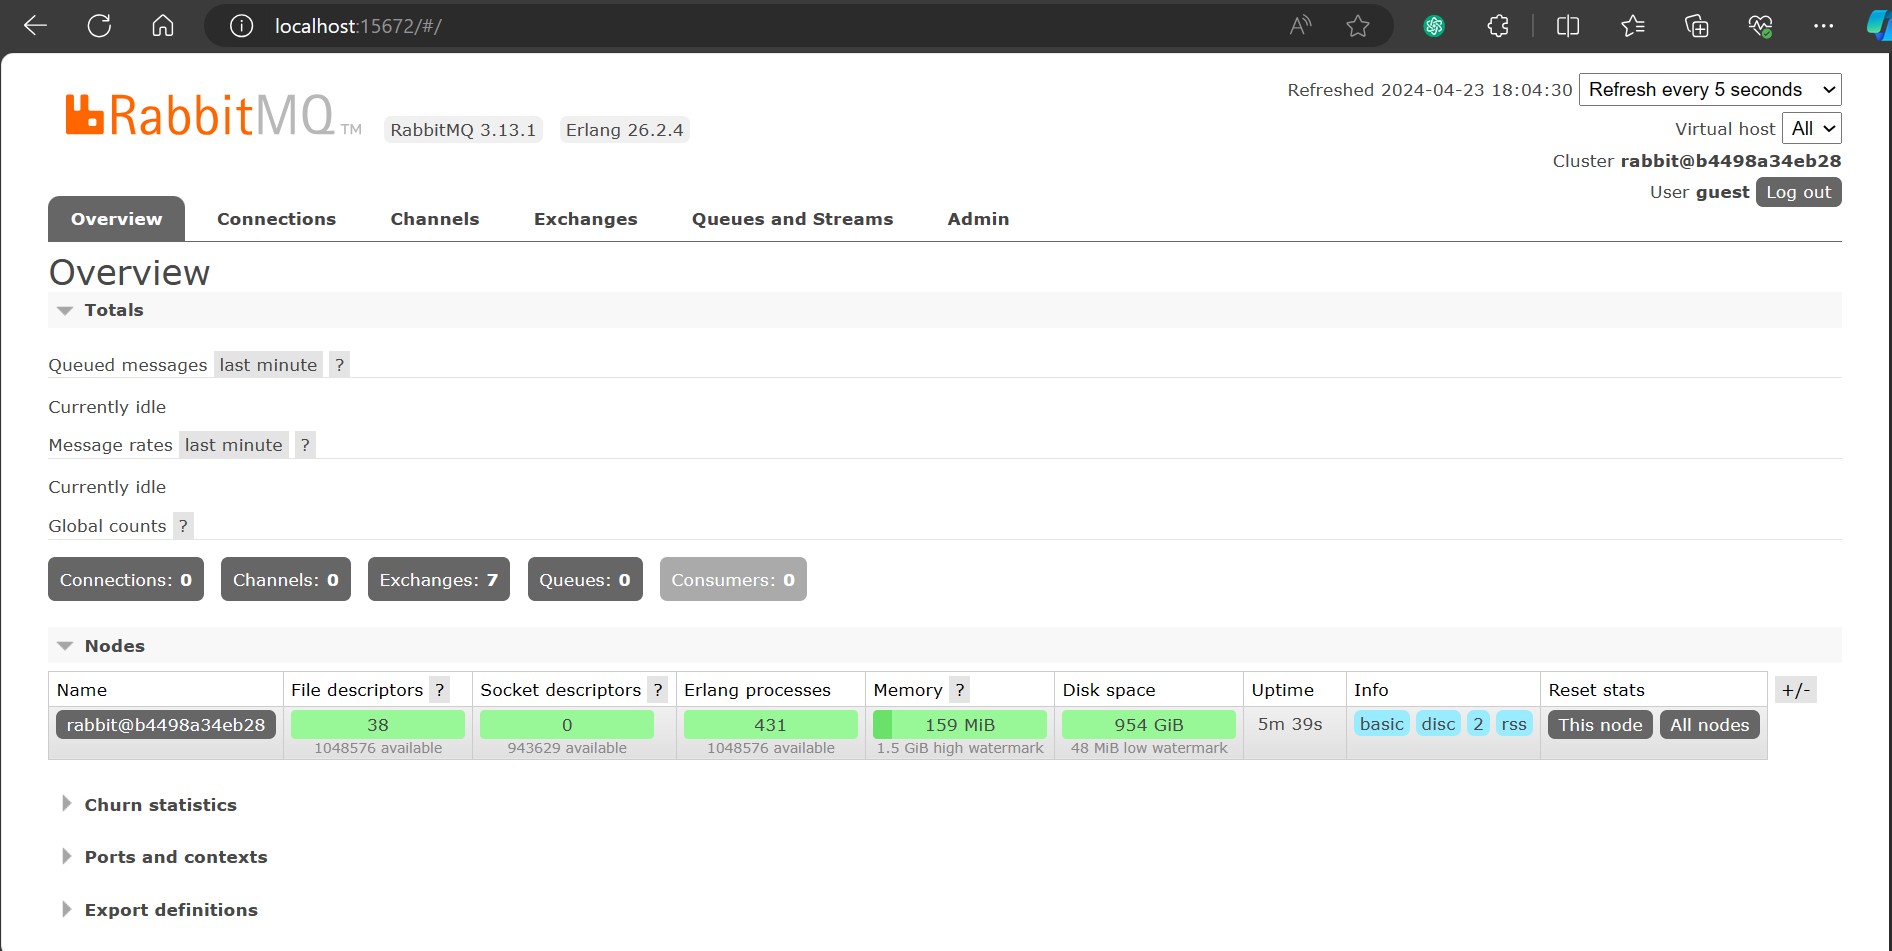 localhost:15672/#/
Refreshed 2024-04-23 18:04:30 Refresh every 5 seconds
RabbitMQ TM RabbitMQ 3.13.1 Erlang 26.2.4
Virtual host All
Cluster rabbit@b4498a34eb28
User guest Log out
Overview Connections Channels Exchanges Queues and Streams Admin
Overview
Totals
Queued messages last minute ?
Currently idle
Message rates last minute ?
Currently idle
Global counts ?
Connections: 0 Channels: 0 Exchanges: 7 Queues: 0 Consumers: 0
Nodes
Name File descriptors ? Socket descriptors ? Erlang processes Memory ? Disk space Uptime Info Reset stats +/-
rabbit@b4498a34eb28 38 0 431 159 MiB 954 GiB 5m 39s basic disc 2 rss This node All nodes
1048576 available 943629 available 1048576 available 1.5 GiB high watermark 48 MiB low watermark
Churn statistics
Ports and contexts
Export definitions